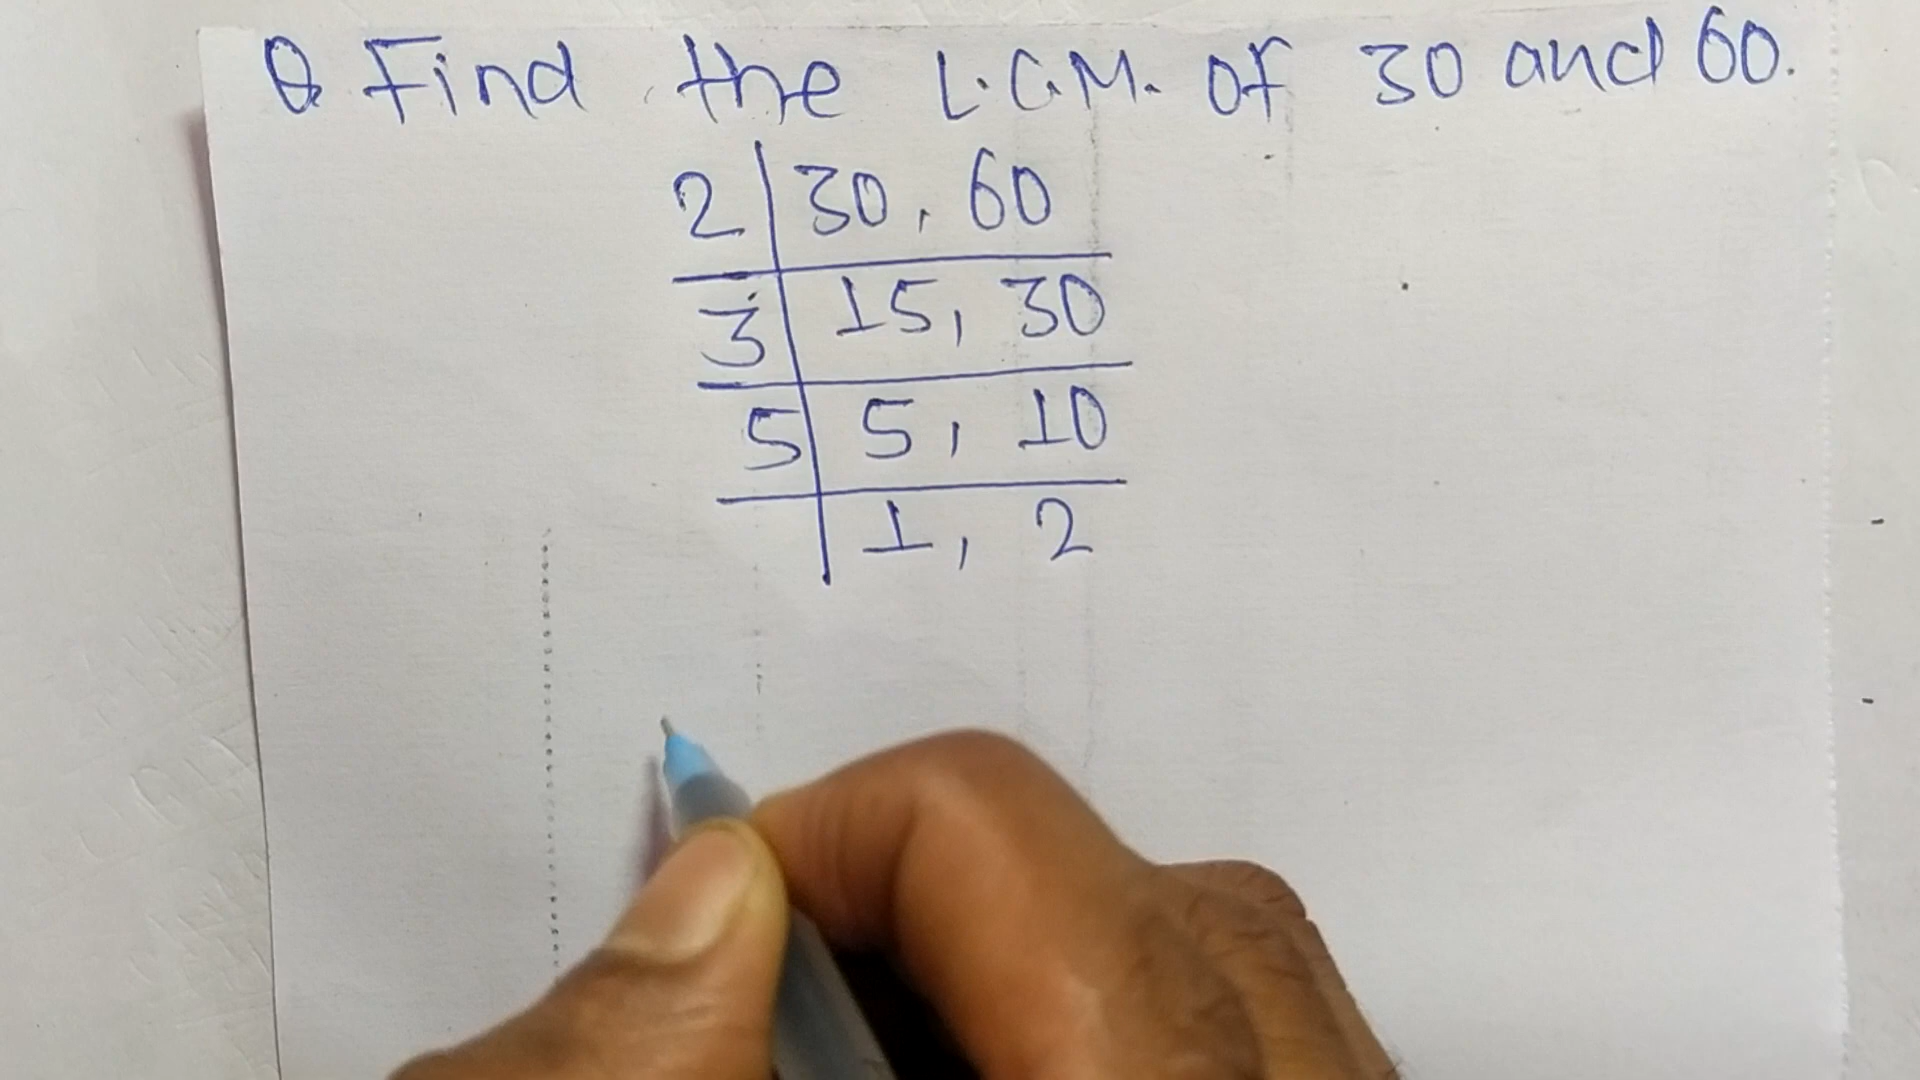 Q Find the L.C.M. of 30 and 60.
2 | 30, 60
3 | 15, 30
5 | 5, 10
| 1, 2